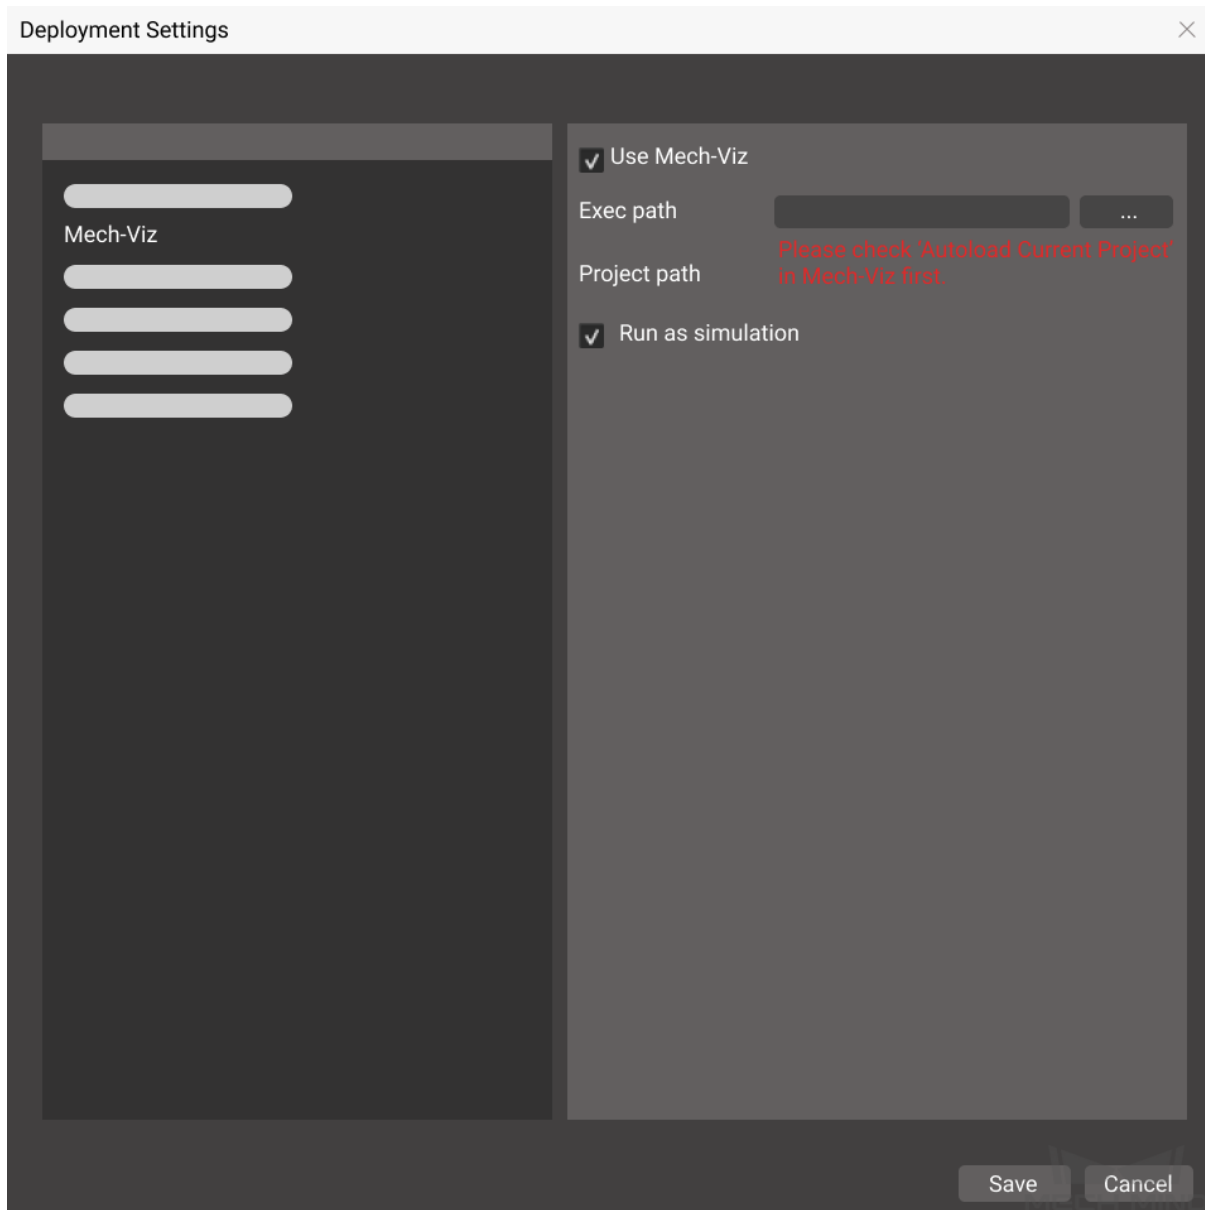 Deployment Settings
Use Mech-Viz
Exec path
...
Mech-Viz
Please check 'Autoload Current Project'
in Mech-Viz first.
Project path
Run as simulation
Save
Cancel